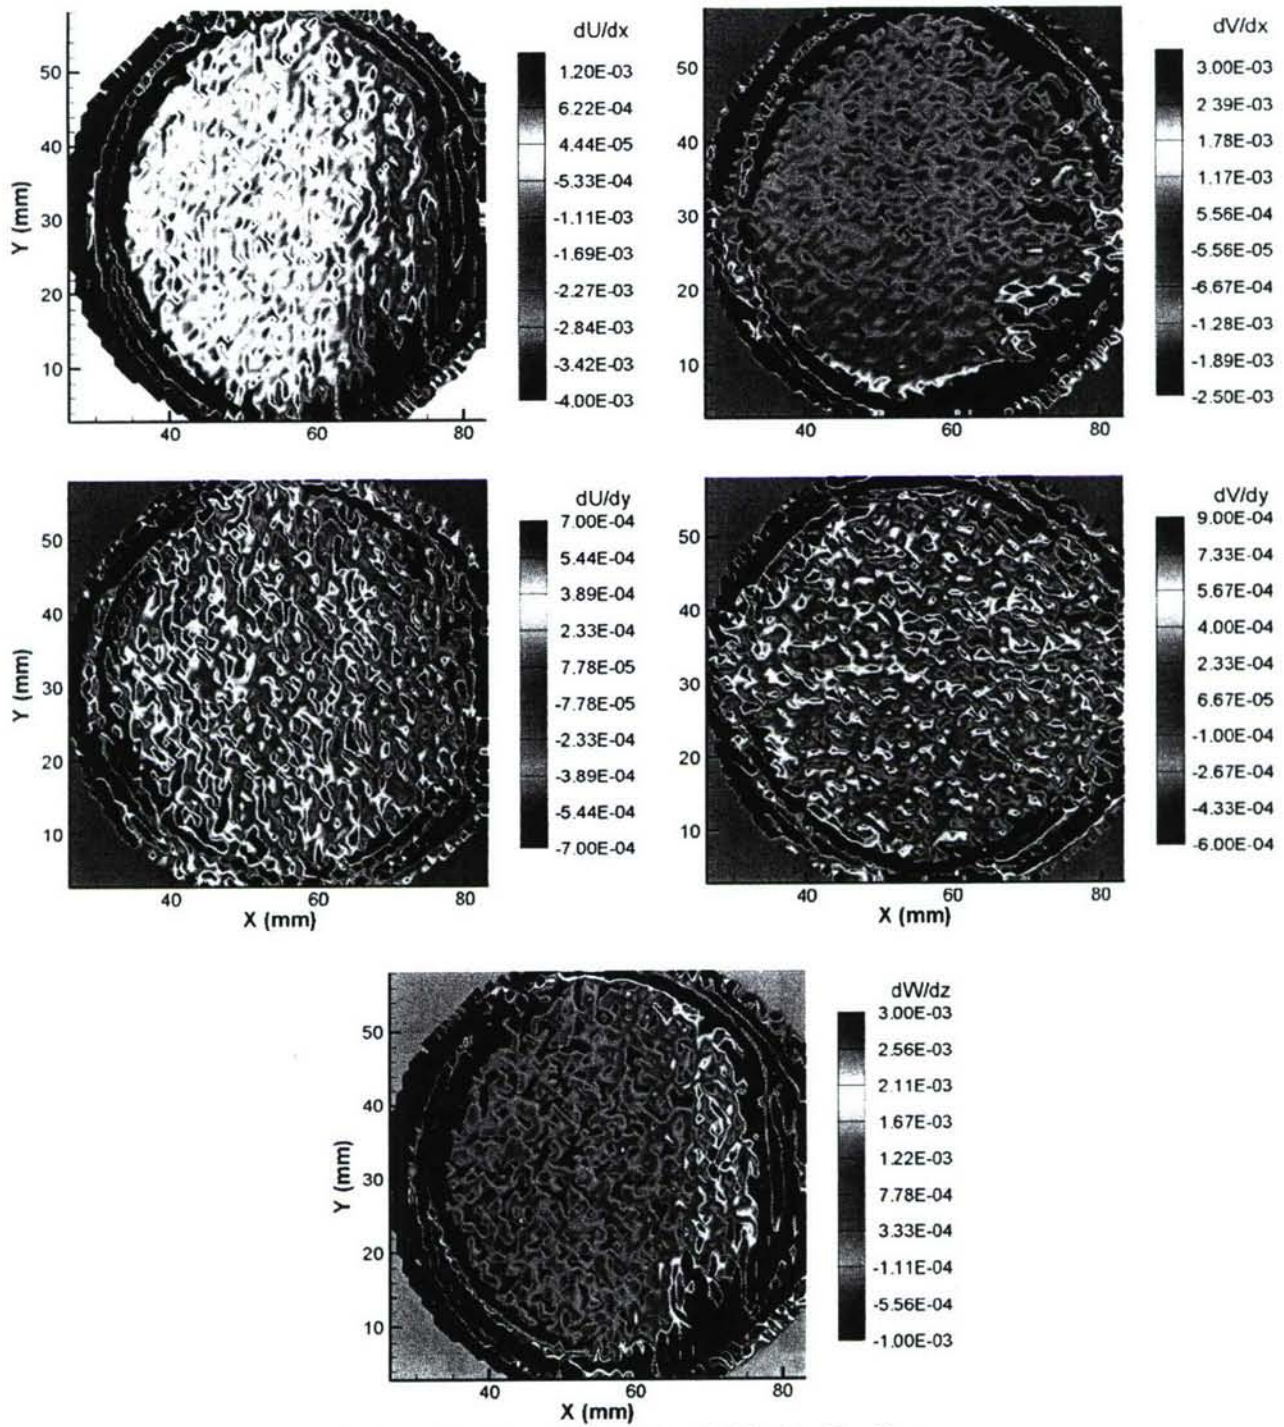 dU/dx
1.20E-03
6.22E-04
4.44E-05
-5.33E-04
-1.11E-03
-1.69E-03
-2.27E-03
-2.84E-03
-3.42E-03
-4.00E-03
50
40
30
20
10
Y (mm)
40 60 80
dV/dx
3.00E-03
2.39E-03
1.78E-03
1.17E-03
5.56E-04
-5.56E-05
-6.67E-04
-1.28E-03
-1.89E-03
-2.50E-03
50
40
30
20
10
40 60 80
dU/dy
7.00E-04
5.44E-04
3.89E-04
2.33E-04
7.78E-05
-7.78E-05
-2.33E-04
-3.89E-04
-5.44E-04
-7.00E-04
50
40
30
20
10
Y (mm)
40 60 80
X (mm)
dV/dy
9.00E-04
7.33E-04
5.67E-04
4.00E-04
2.33E-04
6.67E-05
-1.00E-04
-2.67E-04
-4.33E-04
-6.00E-04
50
40
30
20
10
40 60 80
X (mm)
dW/dz
3.00E-03
2.56E-03
2.11E-03
1.67E-03
1.22E-03
7.78E-04
3.33E-04
-1.11E-04
-5.56E-04
-1.00E-03
50
40
30
20
10
Y (mm)
40 60 80
X (mm)